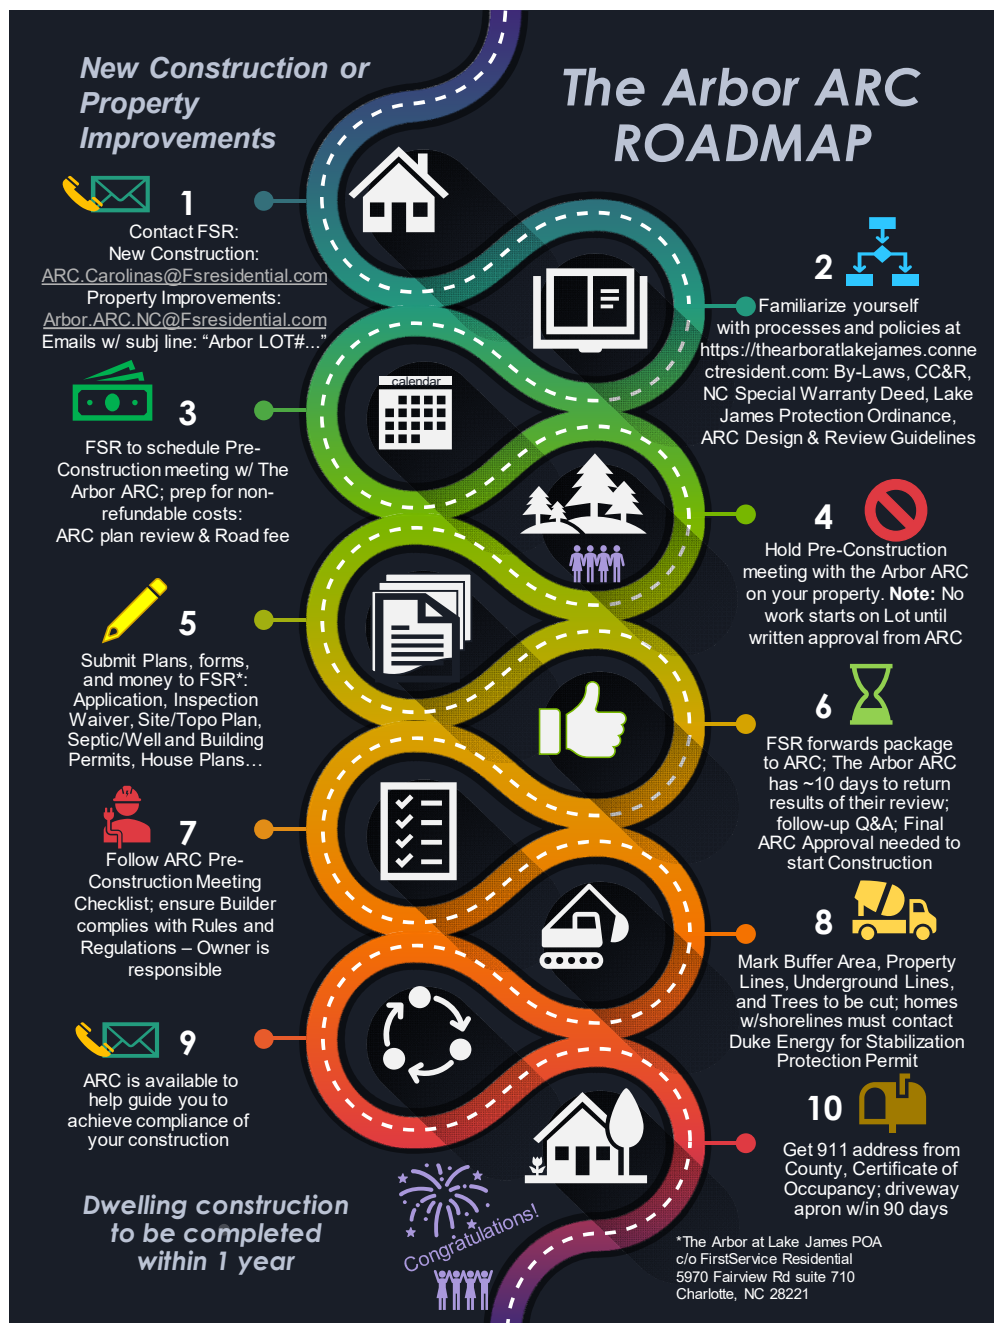 New Construction or
Property
Improvements
The Arbor ARC
ROADMAP
1
Contact FSR:
New Construction:
ARC.Carolinas@Fsresidential.com
Property Improvements:
Arbor.ARC.NC@Fsresidential.com
Emails w/ subj line: “Arbor LOT#...”
2
Familiarize yourself
with processes and policies at
https://thearboratlakejames.conne
ctresident.com: By-Laws, CC&R,
NC Special Warranty Deed, Lake
James Protection Ordinance,
ARC Design & Review Guidelines
calendar
3
FSR to schedule Pre-
Construction meeting w/ The
Arbor ARC; prep for non-
refundable costs:
ARC plan review & Road fee
4
Hold Pre-Construction
meeting with the Arbor ARC
on your property. Note: No
work starts on Lot until
written approval from ARC
5
Submit Plans, forms,
and money to FSR*:
Application, Inspection
Waiver, Site/Topo Plan,
Septic/Well and Building
Permits, House Plans…
6
FSR forwards package
to ARC; The Arbor ARC
has ~10 days to return
results of their review;
follow-up Q&A; Final
ARC Approval needed to
start Construction
7
Follow ARC Pre-
Construction Meeting
Checklist; ensure Builder
complies with Rules and
Regulations – Owner is
responsible
8
Mark Buffer Area, Property
Lines, Underground Lines,
and Trees to be cut; homes
w/shorelines must contact
Duke Energy for Stabilization
Protection Permit
9
ARC is available to
help guide you to
achieve compliance of
your construction
10
Get 911 address from
County, Certificate of
Occupancy; driveway
apron w/in 90 days
Dwelling construction
to be completed
within 1 year
Congratulations!
*The Arbor at Lake James POA
c/o FirstService Residential
5970 Fairview Rd suite 710
Charlotte, NC 28221